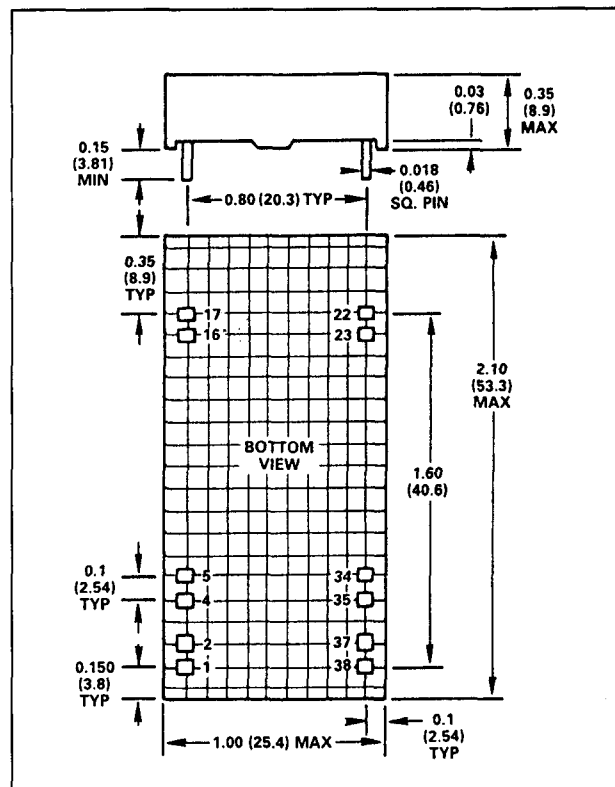 0.03
(0.76)
0.35
(8.9)
MAX
0.15
(3.81)
MIN
0.018
(0.46)
SQ. PIN
0.80 (20.3) TYP
0.35
(8.9)
TYP
17
22
16
23
2.10
(53.3)
MAX
BOTTOM
VIEW
1.60
(40.6)
0.1
(2.54)
TYP
5
34
4
35
2
37
1
38
0.150
(3.8)
TYP
0.1
(2.54)
TYP
1.00 (25.4) MAX